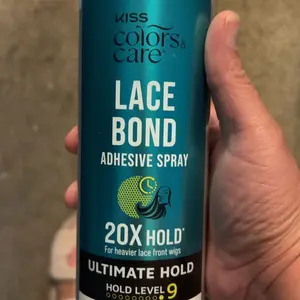 KISS
colors &
care
LACE
BOND
ADHESIVE SPRAY
20X HOLD*
For heavier lace front wigs
ULTIMATE HOLD
HOLD LEVEL 9